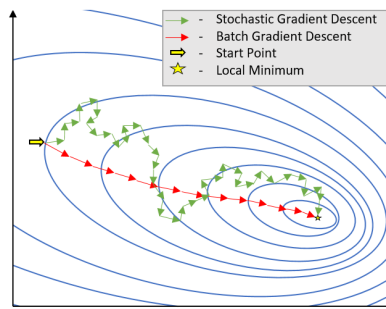 - Stochastic Gradient Descent
- Batch Gradient Descent
- Start Point
- Local Minimum